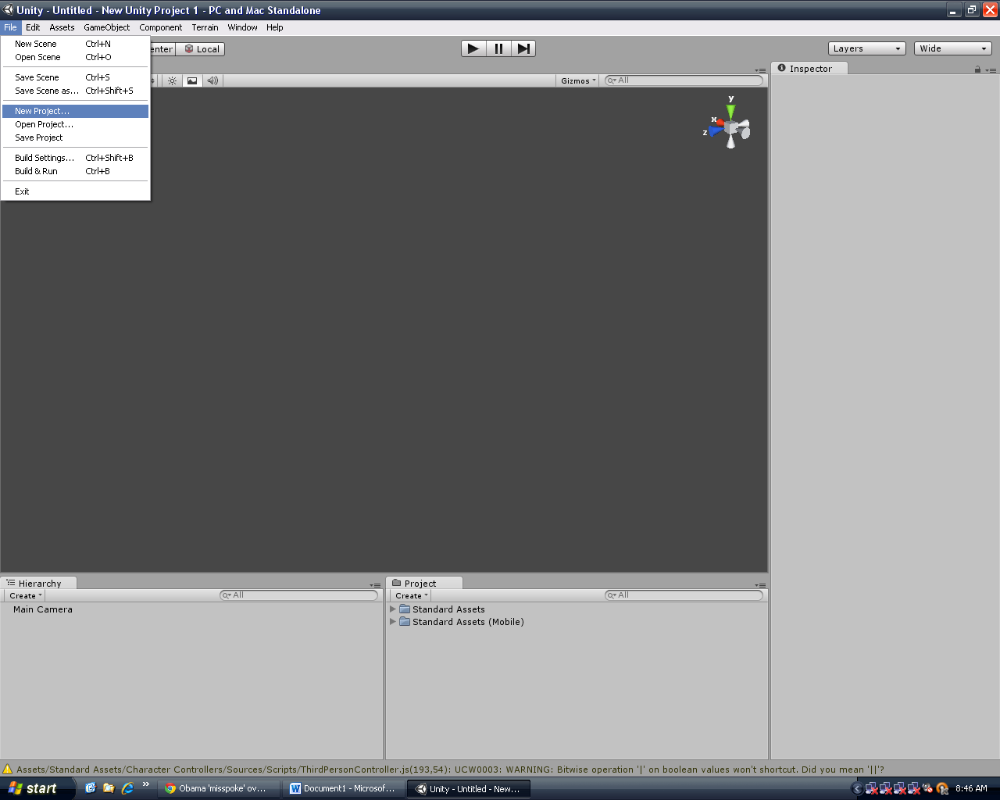 Unity - Untitled - New Unity Project 1 - PC and Mac Standalone
File Edit Assets GameObject Component Terrain Window Help
New Scene Ctrl+N
Open Scene Ctrl+O
Save Scene Ctrl+S
Save Scene as... Ctrl+Shift+S
New Project...
Open Project...
Save Project
Build Settings... Ctrl+Shift+B
Build & Run Ctrl+B
Exit
enter Local
Layers Wide
Gizmos All
Inspector
y
x
z
Hierarchy
Create All
Main Camera
Project
Create All
Standard Assets
Standard Assets (Mobile)
Assets/Standard Assets/Character Controllers/Sources/Scripts/ThirdPersonController.js(193,54): UCW0003: WARNING: Bitwise operation '|' on boolean values won't shortcut. Did you mean '||'?
start
Obama 'misspoke' ov...
Document1 - Microsof...
Unity - Untitled - New...
8:46 AM